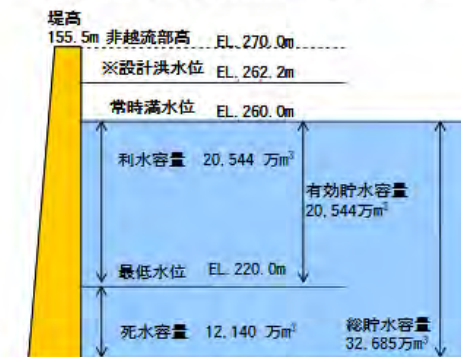 堤高
155.5m 非越流部高 EL.270.0m
※設計洪水位 EL.262.2m
常時満水位 EL.260.0m
利水容量 20,544 万m³
有効貯水容量
20,544万m³
最低水位 EL.220.0m
死水容量 12,140 万m³
総貯水容量
32,685万m³